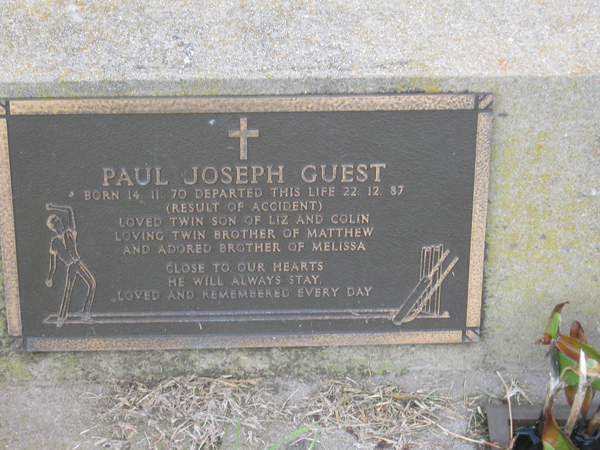 PAUL JOSEPH GUEST
BORN 14. 11. 70 DEPARTED THIS LIFE 22. 12. 87
(RESULT OF ACCIDENT)
LOVED TWIN SON OF LIZ AND COLIN
LOVING TWIN BROTHER OF MATTHEW
AND ADORED BROTHER OF MELISSA
CLOSE TO OUR HEARTS
HE WILL ALWAYS STAY
LOVED AND REMEMBERED EVERY DAY